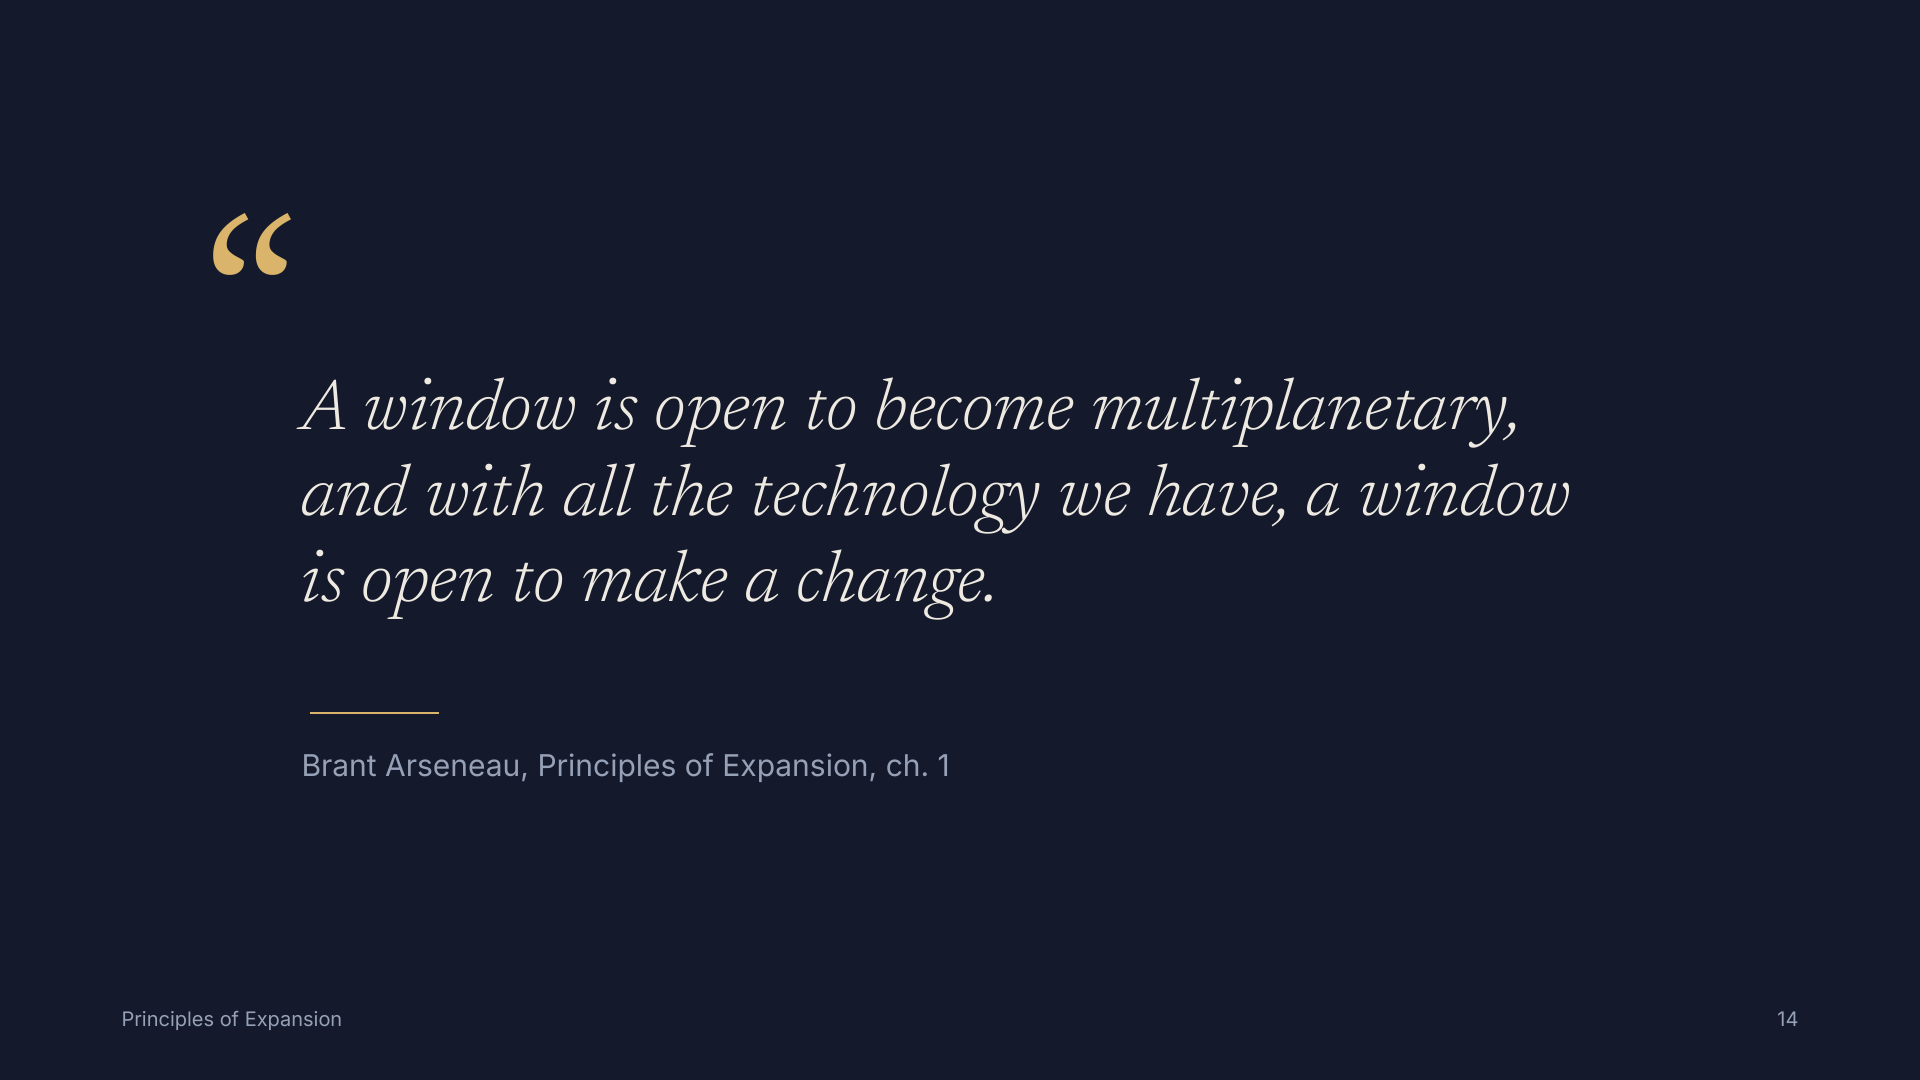 “
A window is open to become multiplanetary,
and with all the technology we have, a window
is open to make a change.
Brant Arseneau, Principles of Expansion, ch. 1
Principles of Expansion
14